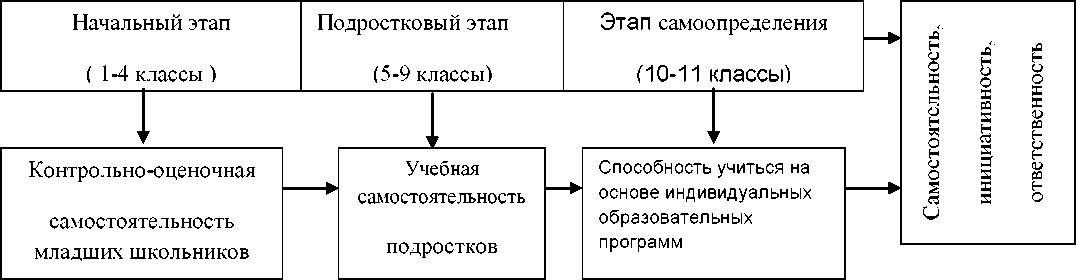 Начальный этап
( 1-4 классы )
Подростковый этап
(5-9 классы)
Этап самоопределения
(10-11 классы)
Самостоятельность,
инициативность,
ответственность
Контрольно-оценочная
самостоятельность
младших школьников
Учебная
самостоятельность
подростков
Способность учиться на
основе индивидуальных
образовательных
программ